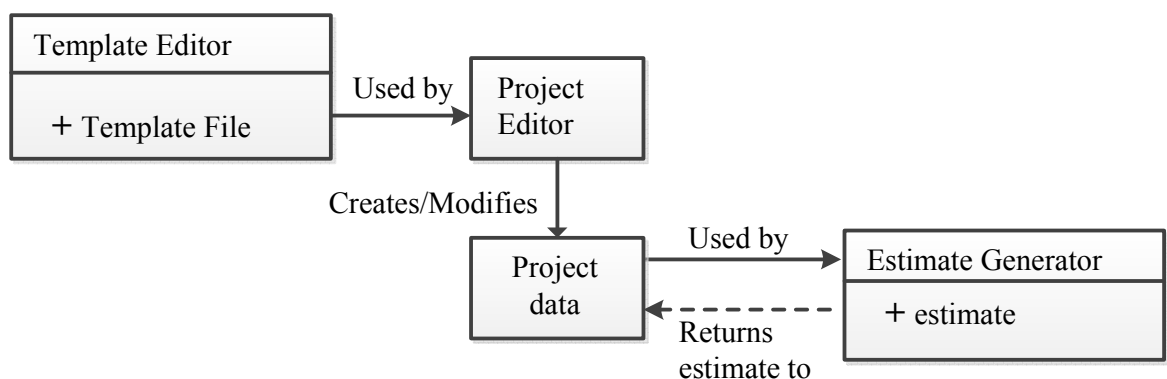 Template Editor
+ Template File
Used by
Project
Editor
Creates/Modifies
Project
data
Used by
Estimate Generator
+ estimate
Returns
estimate to